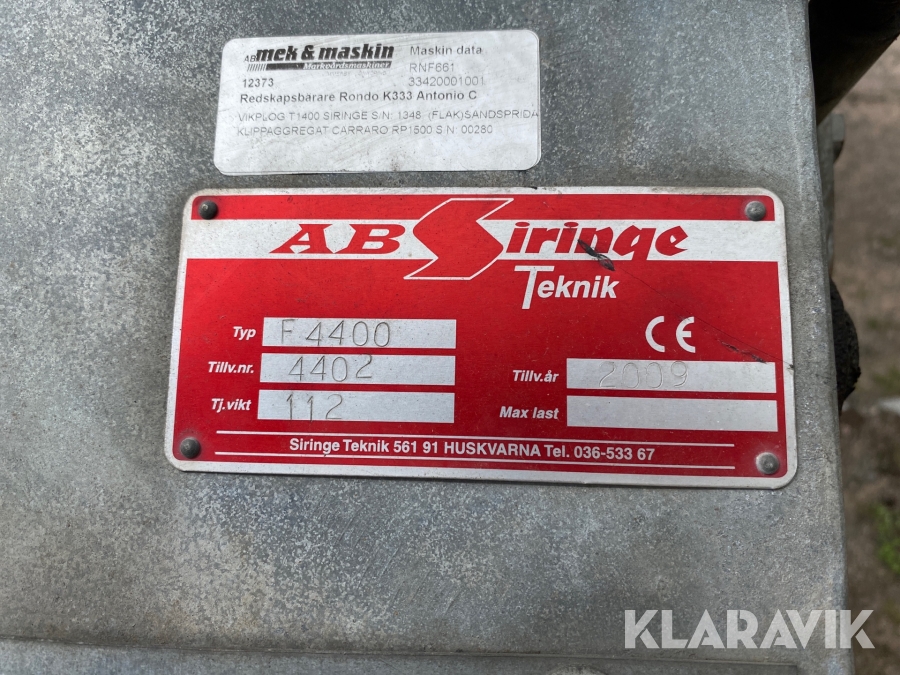 AB mek & maskin
Markvårdsmaskiner
Maskin data
RNF661
12373
33420001001
Redskapsbärare Rondo K333 Antonio C
VIKPLOG T1400 SIRINGE S/N: 1348 (FLAK)SANDSPRIDA
KLIPPAGGREGAT CARRARO RP1500 S/N: 00280
AB Siringe
Teknik
Typ F 4400
CE
Tillv.nr. 4402
Tillv.år 2009
Tj.vikt 112
Max last
Siringe Teknik 561 91 HUSKVARNA Tel. 036-533 67
KLARAVIK